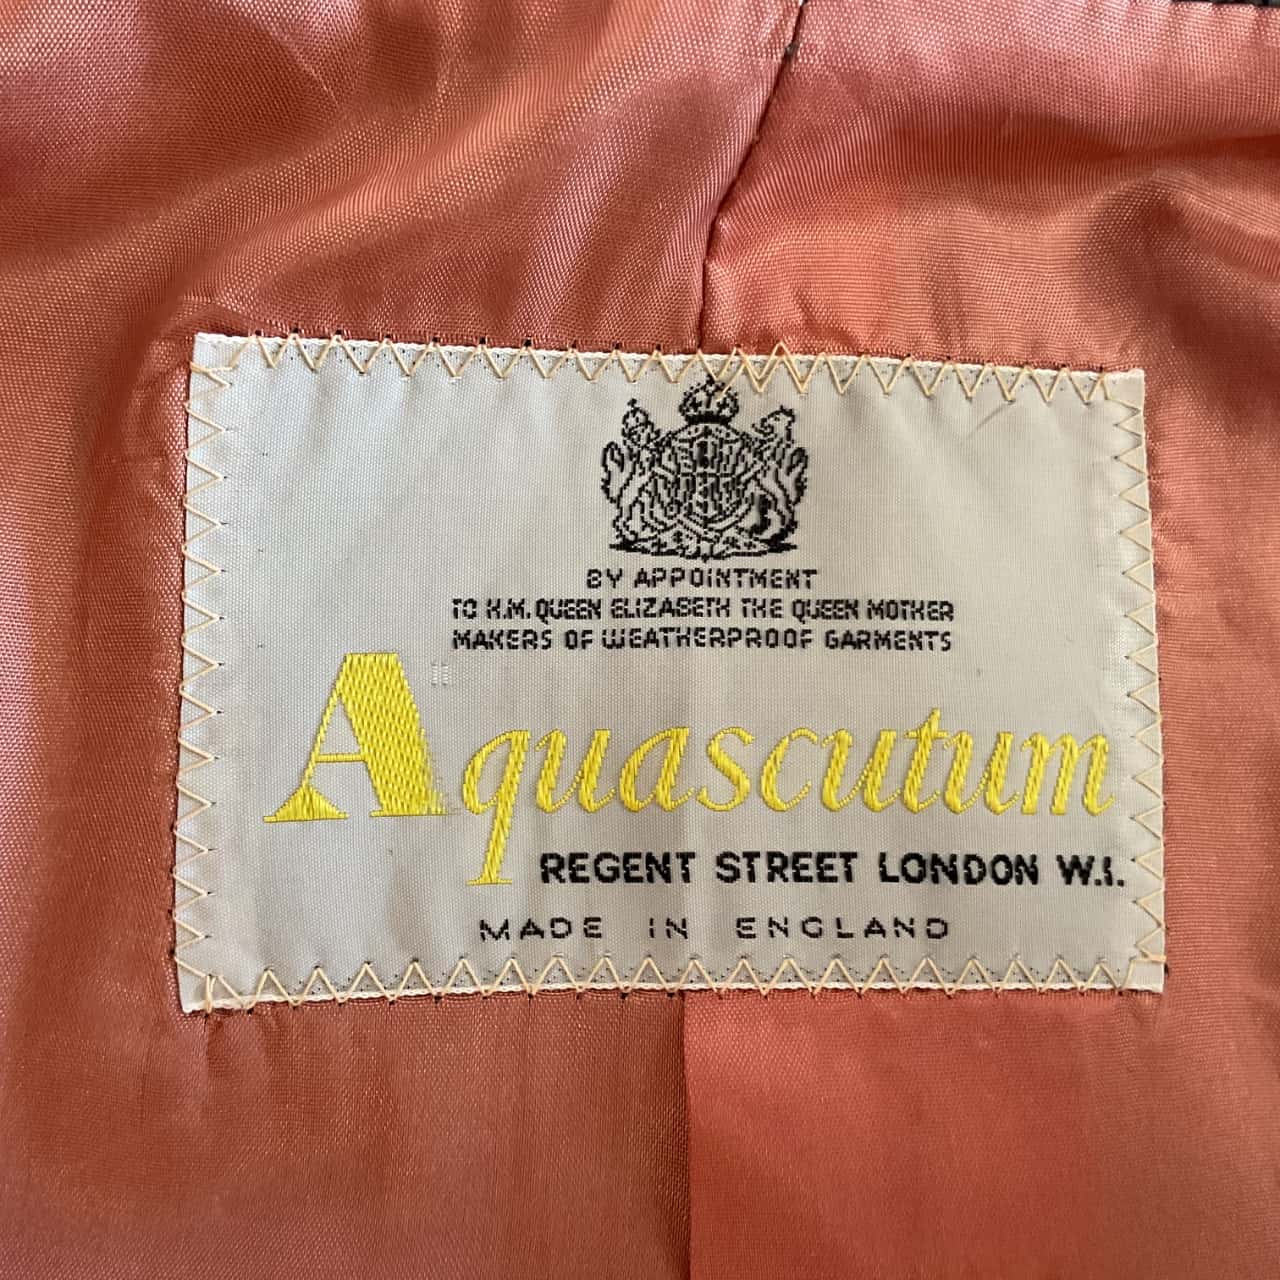 BY APPOINTMENT
TO H.M. QUEEN ELIZABETH THE QUEEN MOTHER
MAKERS OF WEATHERPROOF GARMENTS
Aquascutum
REGENT STREET LONDON W.1.
MADE IN ENGLAND